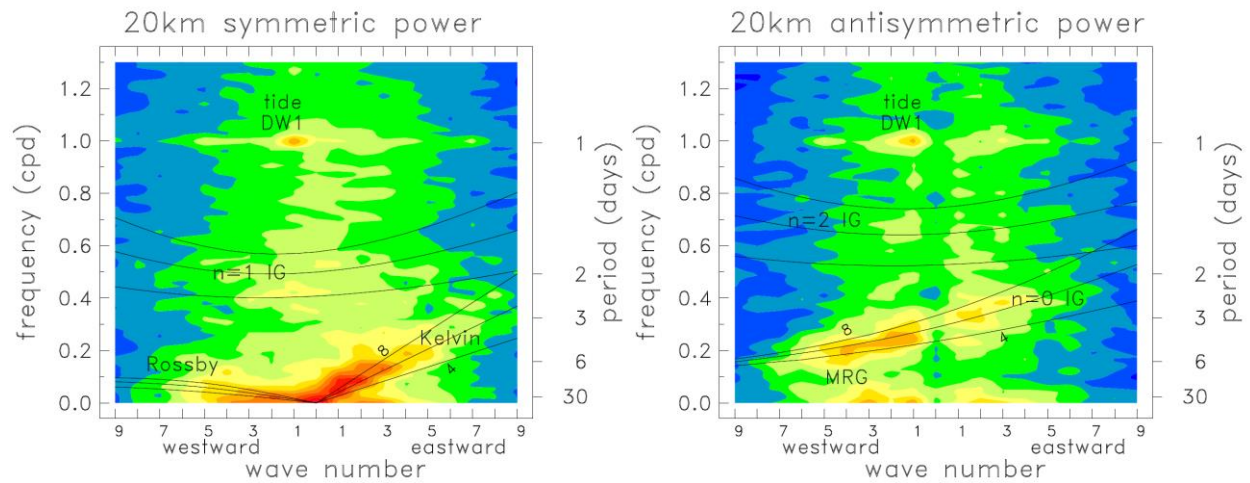 20km symmetric power
1.2
1.0
0.8
0.6
0.4
0.2
0.0
frequency (cpd)
tide
DW1
n=1 IG
8
Kelvin
4
Rossby
1
2
3
6
30
period (days)
9 7 5 3 1 1 3 5 7 9
westward eastward
wave number
20km antisymmetric power
1.2
1.0
0.8
0.6
0.4
0.2
0.0
frequency (cpd)
tide
DW1
n=2 IG
n=0 IG
8
4
MRG
1
2
3
6
30
period (days)
9 7 5 3 1 1 3 5 7 9
westward eastward
wave number